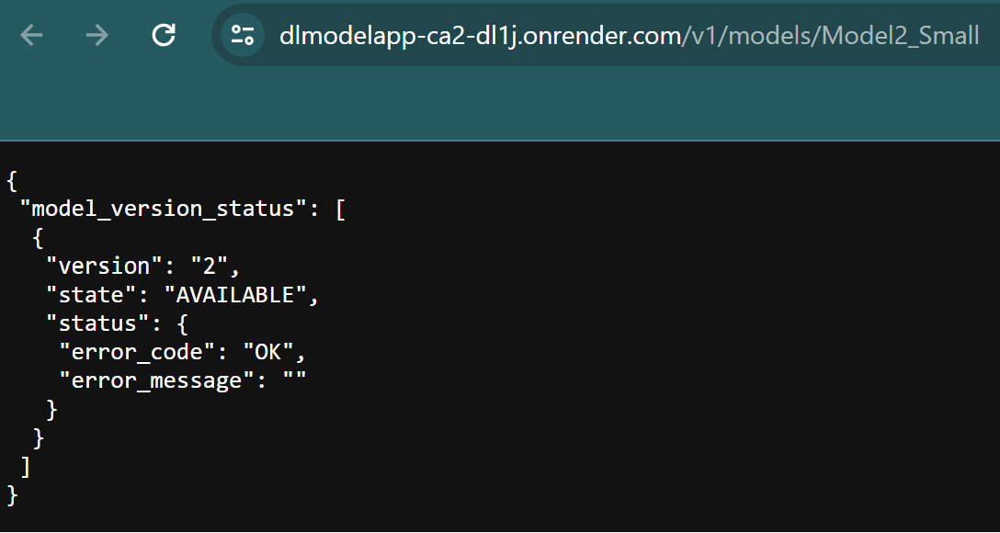 dlmodelapp-ca2-dl1j.onrender.com/v1/models/Model2_Small
{
 "model_version_status": [
  {
   "version": "2",
   "state": "AVAILABLE",
   "status": {
    "error_code": "OK",
    "error_message": ""
   }
  }
 ]
}